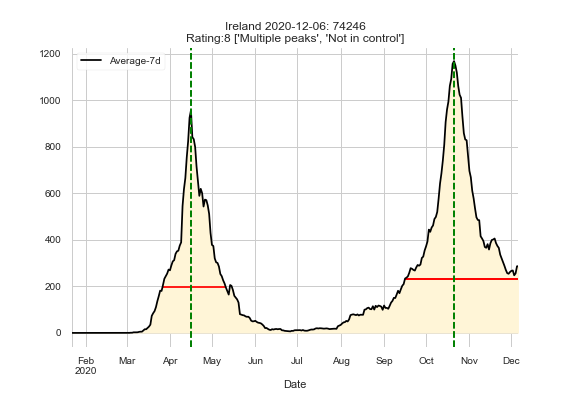 Ireland 2020-12-06: 74246
Rating:8 ['Multiple peaks', 'Not in control']
Average-7d
1200
1000
800
600
400
200
0
Feb Mar Apr May Jun Jul Aug Sep Oct Nov Dec
2020
Date